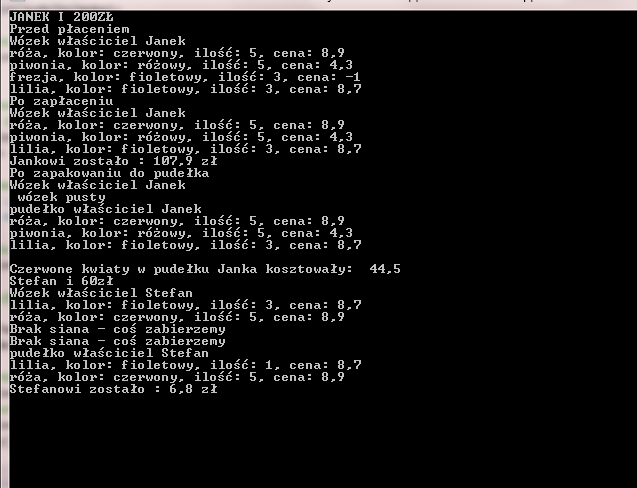 JANEK I 200ZŁ
Przed płaceniem
Wózek właściciel Janek
róża, kolor: czerwony, ilość: 5, cena: 8,9
piwonia, kolor: różowy, ilość: 5, cena: 4,3
frezja, kolor: fioletowy, ilość: 3, cena: -1
lilia, kolor: fioletowy, ilość: 3, cena: 8,7
Po zapłaceniu
Wózek właściciel Janek
róża, kolor: czerwony, ilość: 5, cena: 8,9
piwonia, kolor: różowy, ilość: 5, cena: 4,3
lilia, kolor: fioletowy, ilość: 3, cena: 8,7
Jankowi zostało : 107,9 zł
Po zapakowaniu do pudełka
Wózek właściciel Janek
wózek pusty
pudełko właściciel Janek
róża, kolor: czerwony, ilość: 5, cena: 8,9
piwonia, kolor: różowy, ilość: 5, cena: 4,3
lilia, kolor: fioletowy, ilość: 3, cena: 8,7
Czerwone kwiaty w pudełku Janka kosztowały:  44,5
Stefan i 60zł
Wózek właściciel Stefan
lilia, kolor: fioletowy, ilość: 3, cena: 8,7
róża, kolor: czerwony, ilość: 5, cena: 8,9
Brak siana - coś zabierzemy
Brak siana - coś zabierzemy
pudełko właściciel Stefan
lilia, kolor: fioletowy, ilość: 1, cena: 8,7
róża, kolor: czerwony, ilość: 5, cena: 8,9
Stefanowi zostało : 6,8 zł